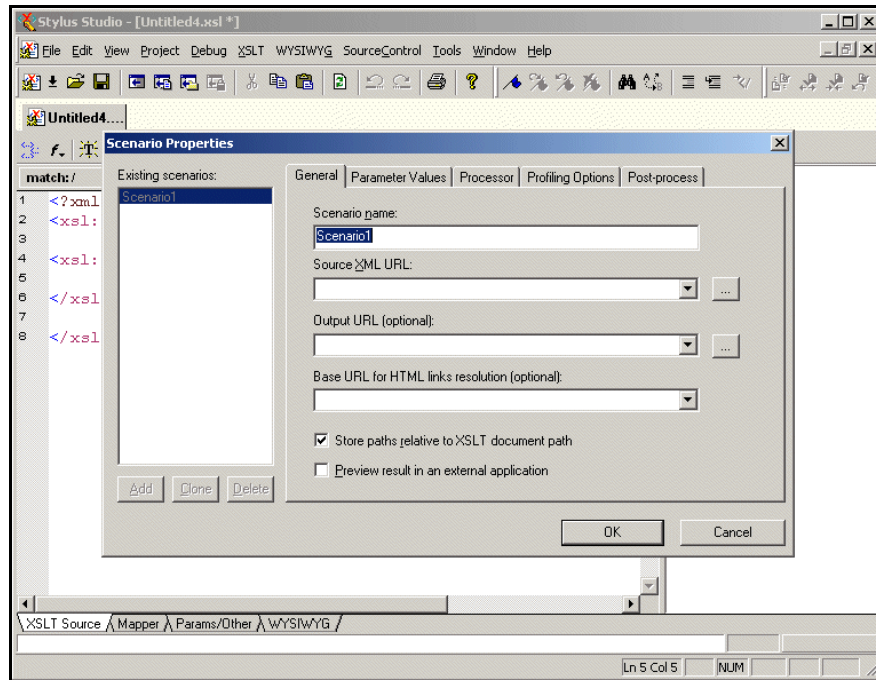 Stylus Studio - [Untitled4.xsl *]
File Edit View Project Debug XSLT WYSIWYG SourceControl Tools Window Help
Untitled4....
Scenario Properties
match: /
Existing scenarios:
Scenario1
General Parameter Values Processor Profiling Options Post-process
Scenario name:
Scenario1
Source XML URL:
...
Output URL (optional):
...
Base URL for HTML links resolution (optional):
Store paths relative to XSLT document path
Preview result in an external application
Add Clone Delete
OK Cancel
1 <?xml
2 <xsl:
3
4 <xsl:
5
6 </xsl
7
8 </xsl
XSLT Source Mapper Params/Other WYSIWYG
Ln 5 Col 5 NUM